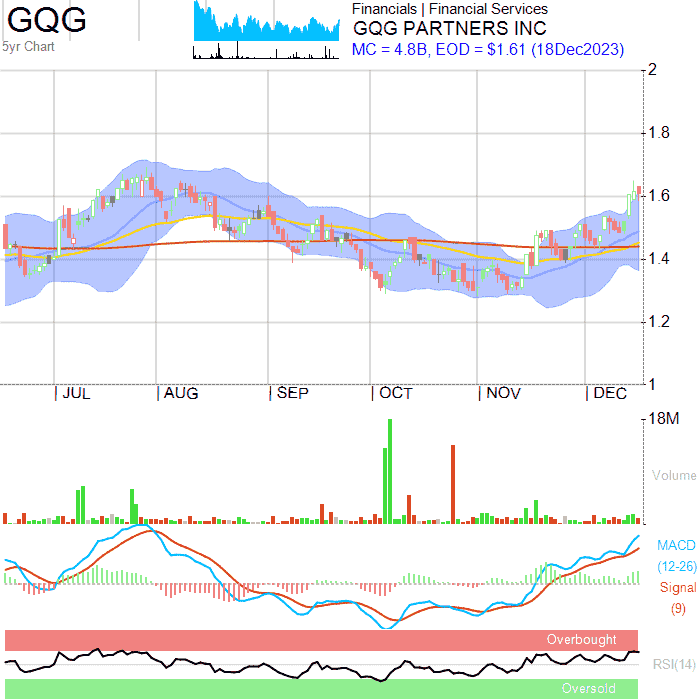 GQG
5yr Chart
Financials | Financial Services
GQG PARTNERS INC
MC = 4.8B, EOD = $1.61 (18Dec2023)
2
1.8
1.6
1.4
1.2
1
JUL AUG SEP OCT NOV DEC
18M
Volume
MACD
(12-26)
Signal
(9)
Overbought
RSI(14)
Oversold